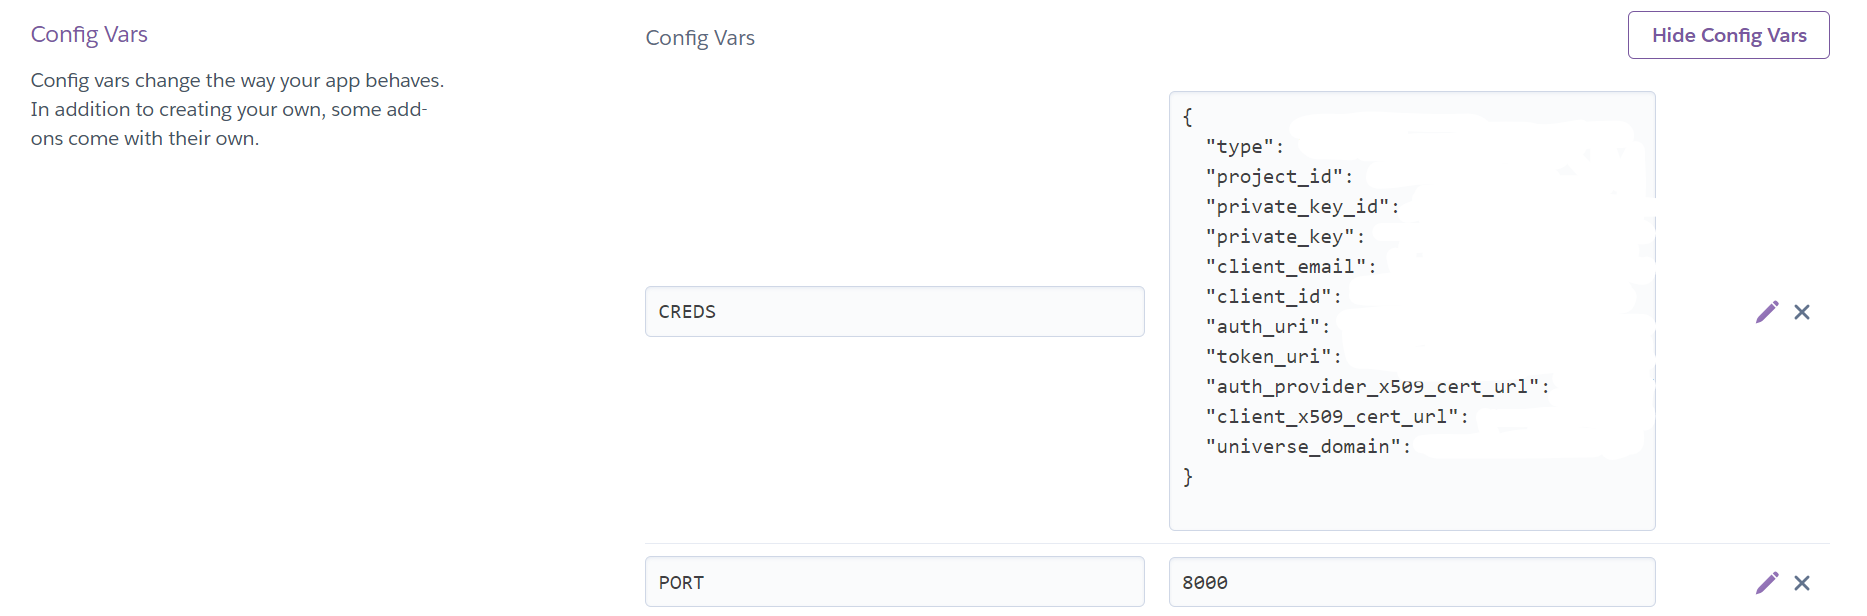 Config Vars
Config vars change the way your app behaves.
In addition to creating your own, some add-
ons come with their own.
Config Vars
Hide Config Vars
CREDS
{
"type":
"project_id":
"private_key_id":
"private_key":
"client_email":
"client_id":
"auth_uri":
"token_uri":
"auth_provider_x509_cert_url":
"client_x509_cert_url":
"universe_domain":
}
PORT
8000